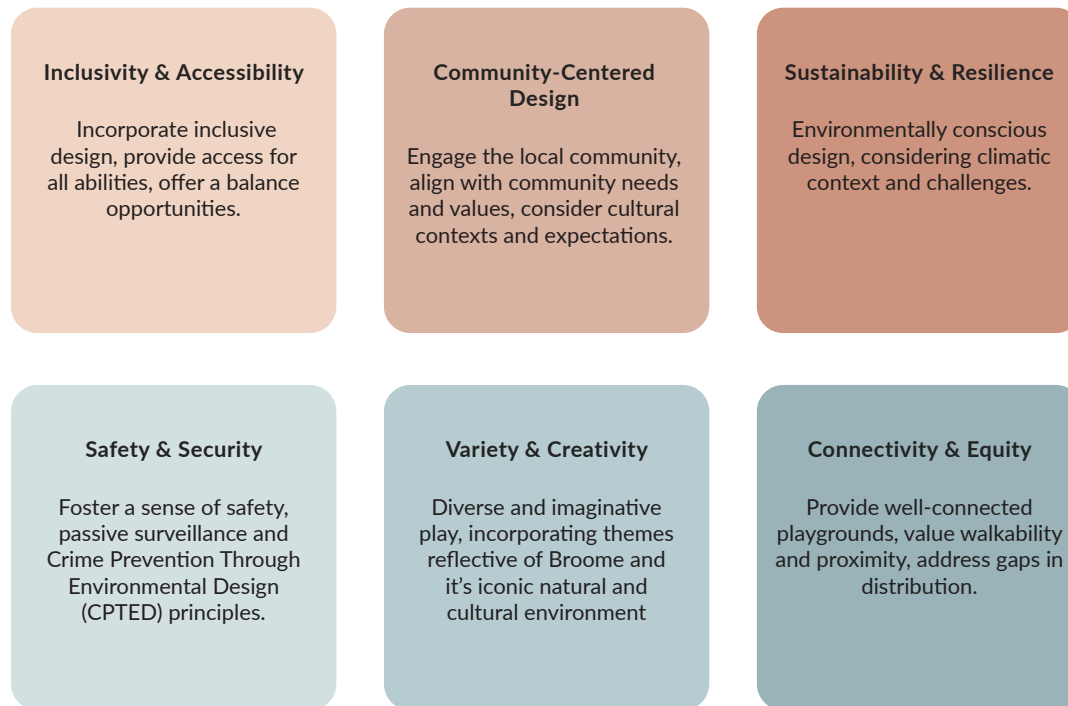 Inclusivity & Accessibility
Incorporate inclusive
design, provide access for
all abilities, offer a balance
opportunities.
Community-Centered
Design
Engage the local community,
align with community needs
and values, consider cultural
contexts and expectations.
Sustainability & Resilience
Environmentally conscious
design, considering climatic
context and challenges.
Safety & Security
Foster a sense of safety,
passive surveillance and
Crime Prevention Through
Environmental Design
(CPTED) principles.
Variety & Creativity
Diverse and imaginative
play, incorporating themes
reflective of Broome and
it’s iconic natural and
cultural environment
Connectivity & Equity
Provide well-connected
playgrounds, value walkability
and proximity, address gaps in
distribution.